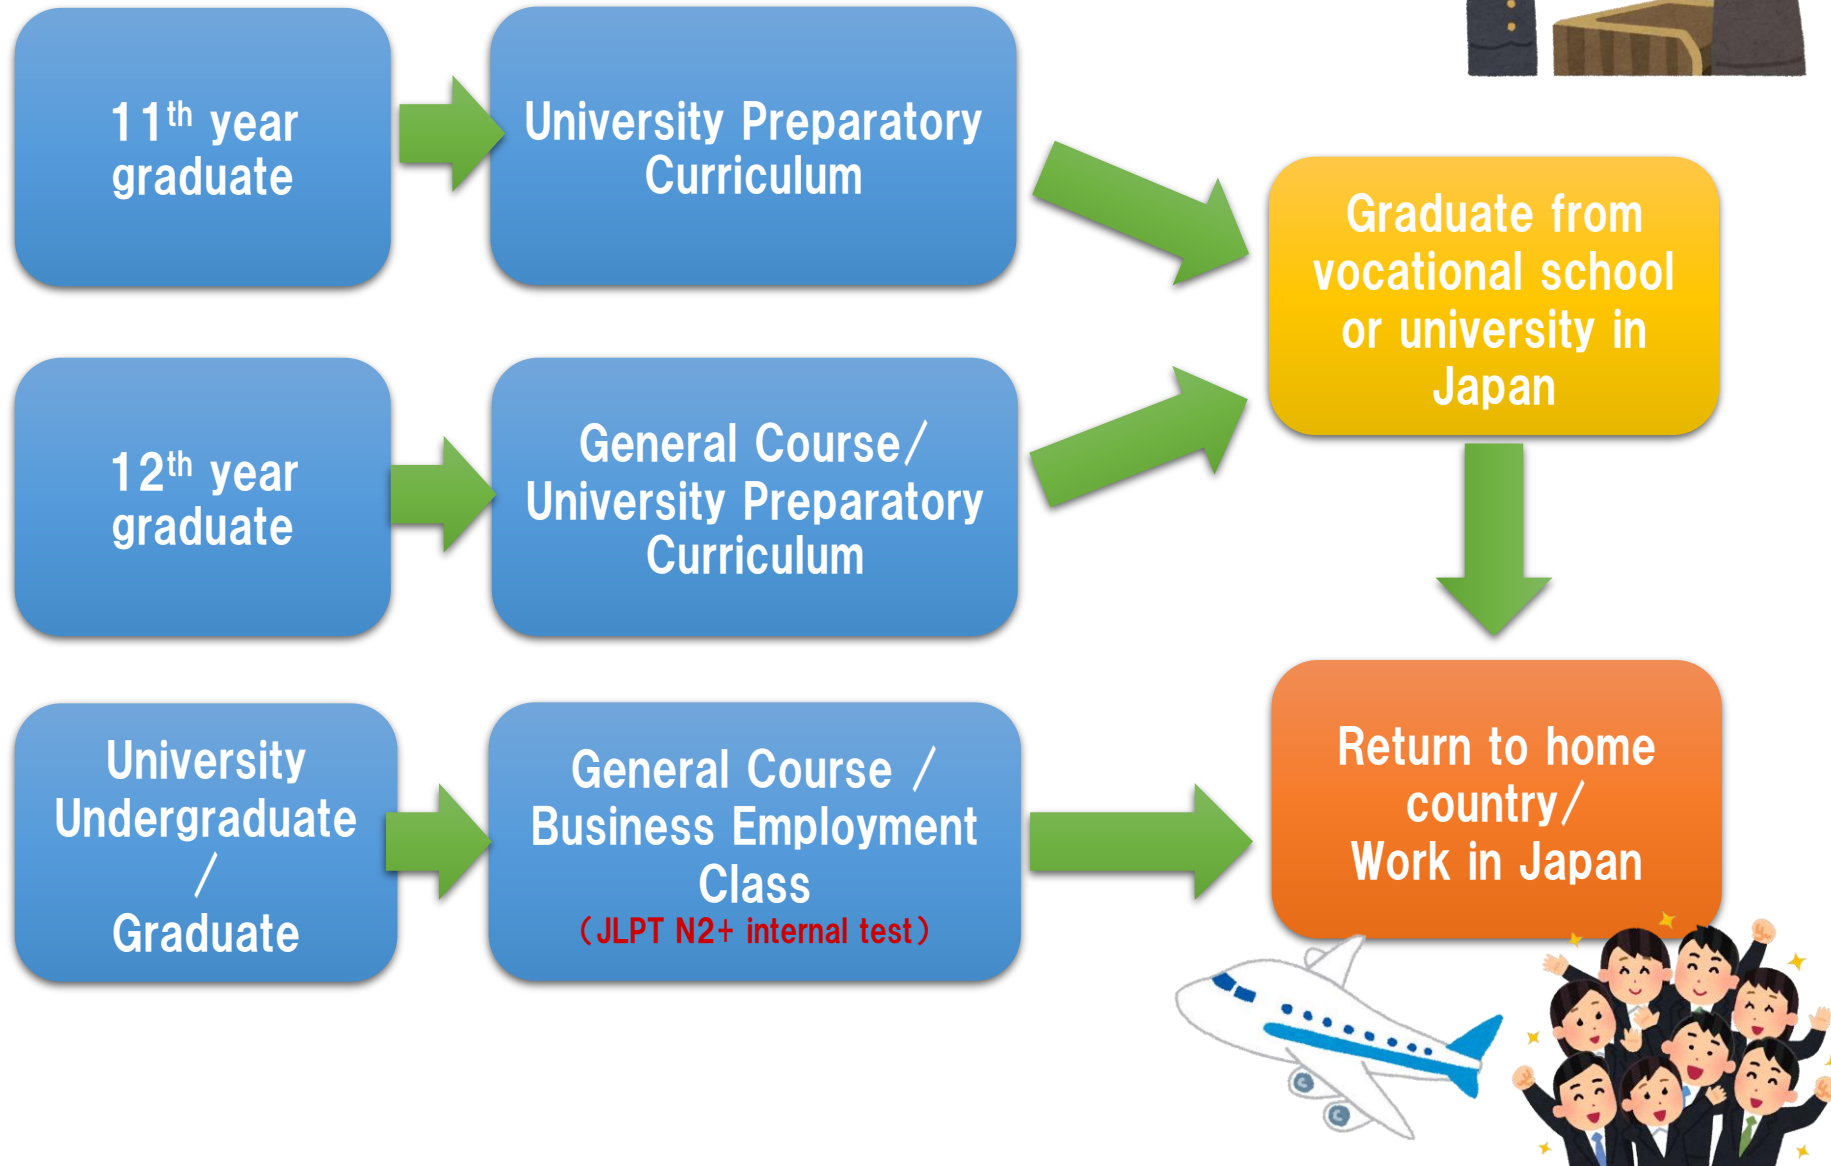 11th year
graduate
University Preparatory
Curriculum
Graduate from
vocational school
or university in
Japan
12th year
graduate
General Course/
University Preparatory
Curriculum
University
Undergraduate
/
Graduate
General Course /
Business Employment
Class
(JLPT N2+ internal test)
Return to home
country/
Work in Japan